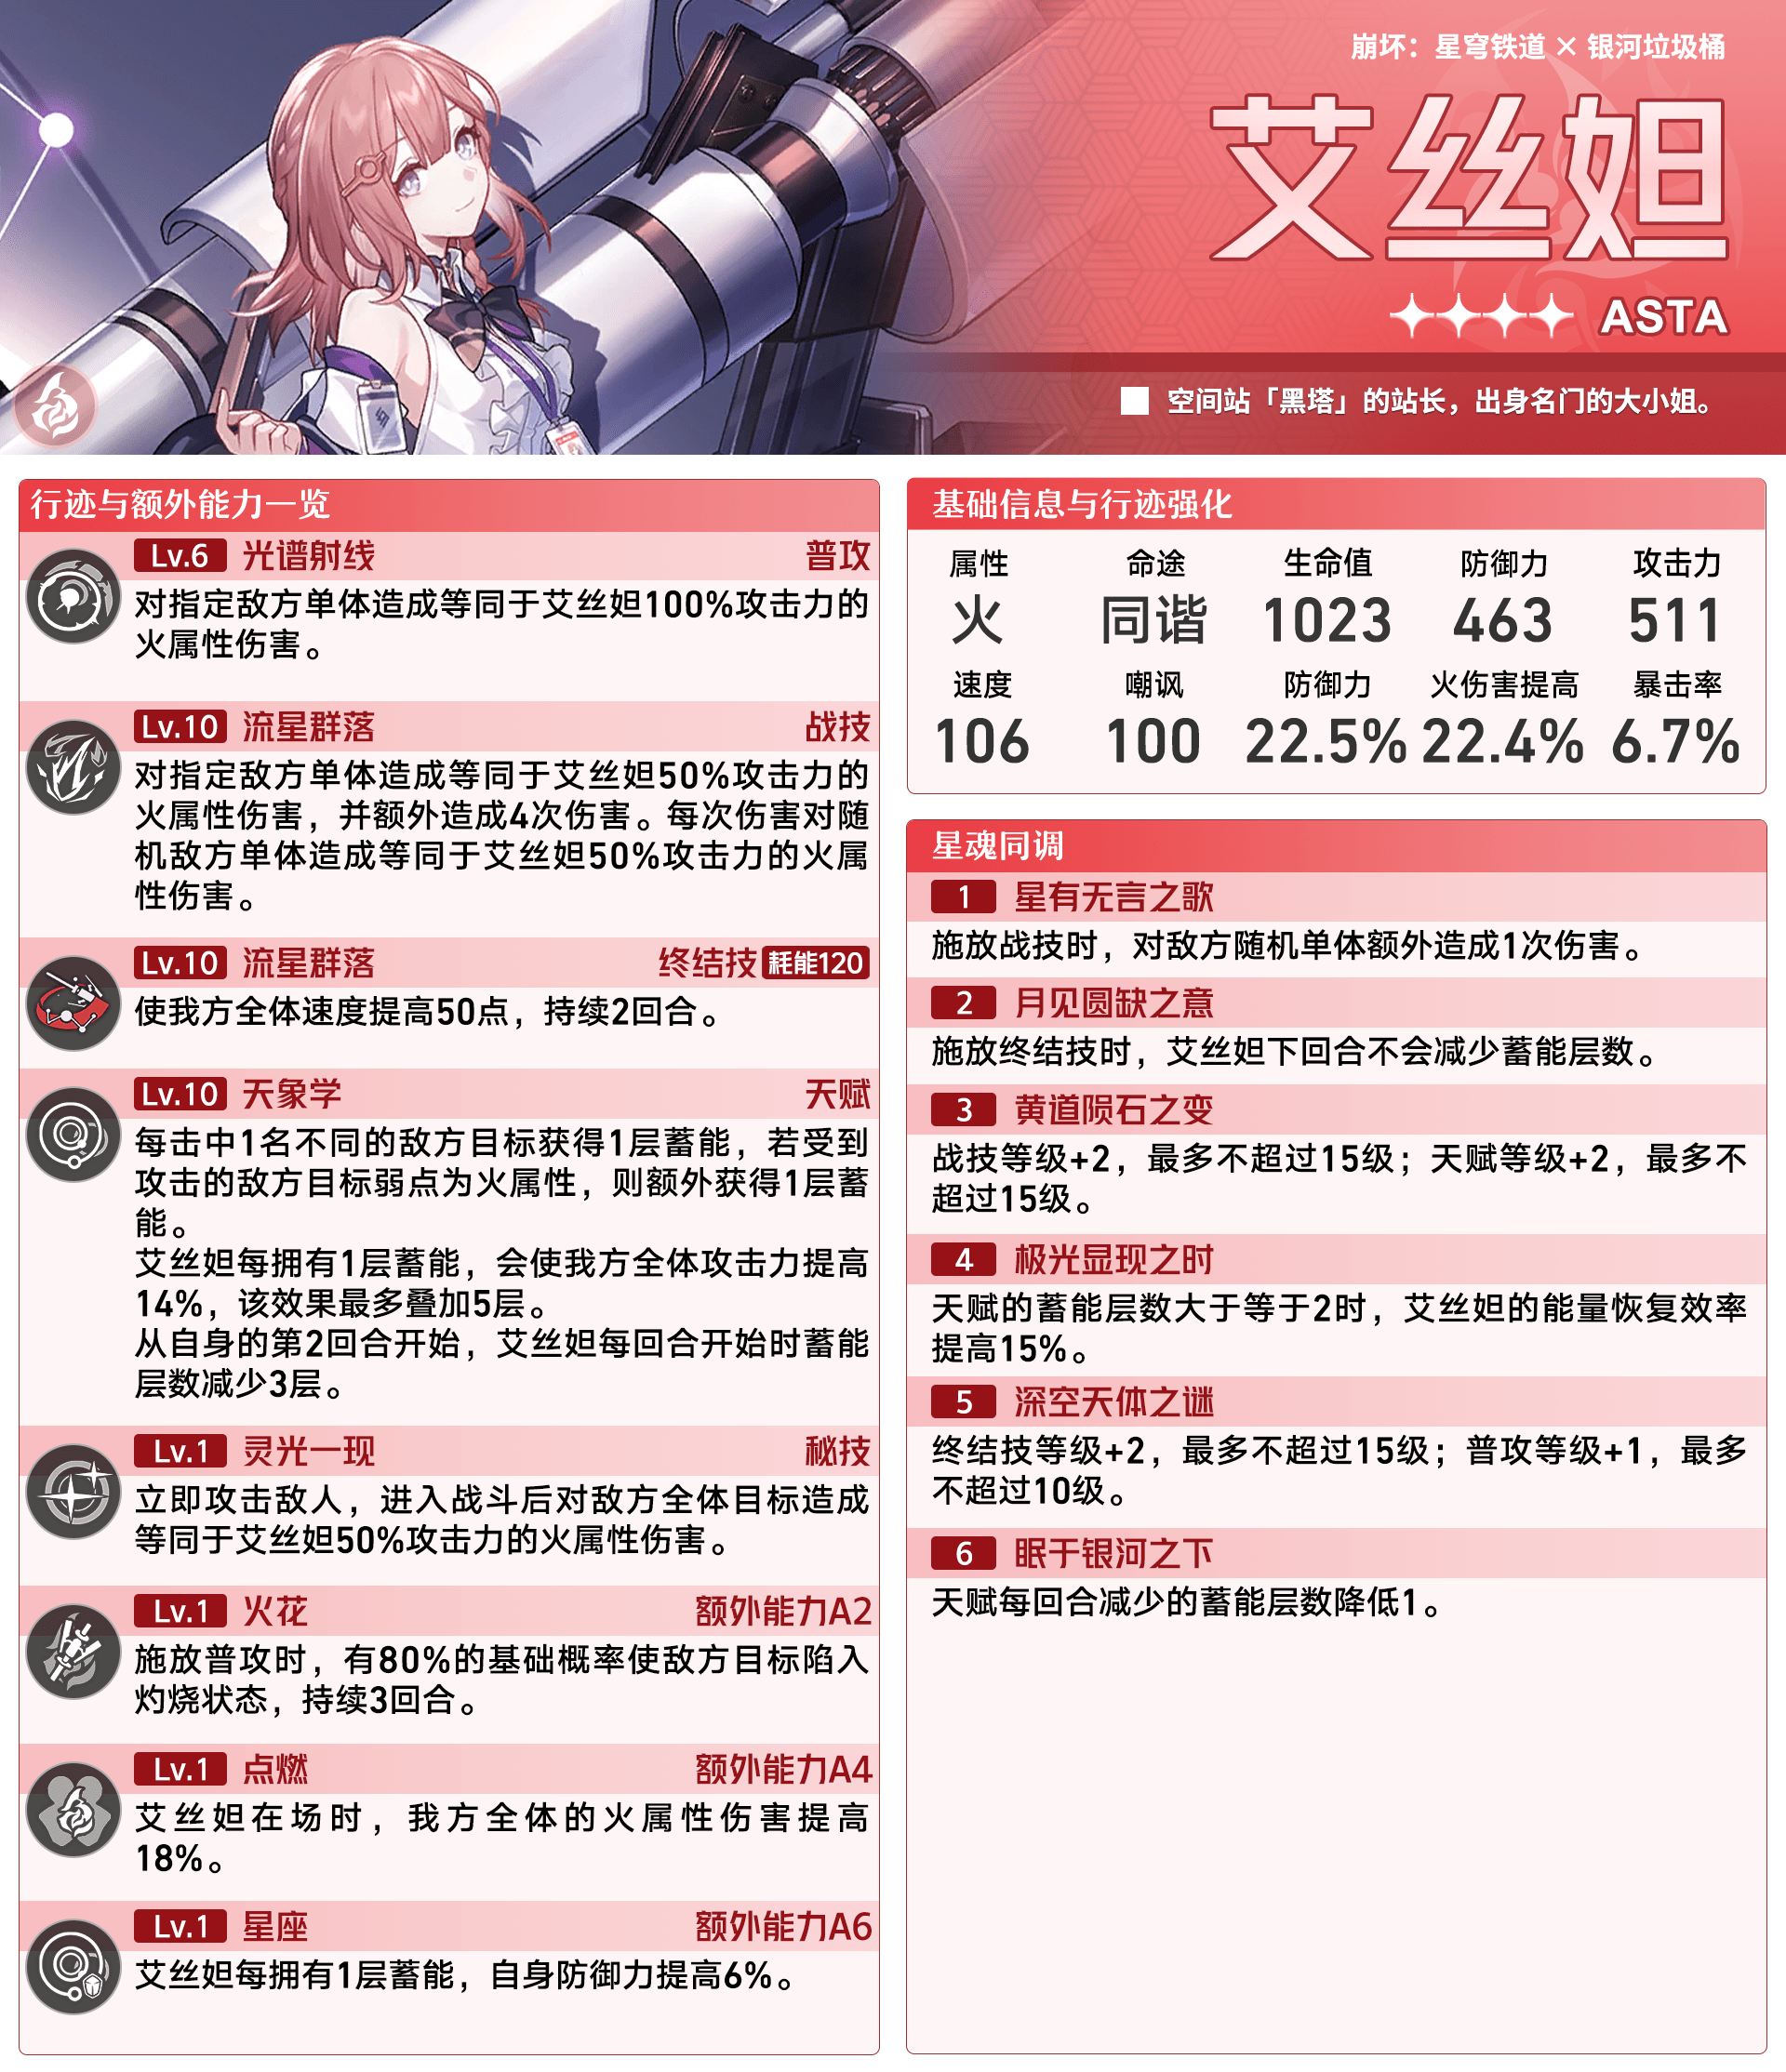 崩坏：星穹铁道 × 银河垃圾桶
艾丝妲
ASTA
空间站「黑塔」的站长，出身名门的大小姐。
行迹与额外能力一览
Lv.6 光谱射线 普攻
对指定敌方单体造成等同于艾丝妲100%攻击力的
火属性伤害。
Lv.10 流星群落 战技
对指定敌方单体造成等同于艾丝妲50%攻击力的
火属性伤害，并额外造成4次伤害。每次伤害对随
机敌方单体造成等同于艾丝妲50%攻击力的火属
性伤害。
Lv.10 流星群落 终结技 耗能120
使我方全体速度提高50点，持续2回合。
Lv.10 天象学 天赋
每击中1名不同的敌方目标获得1层蓄能，若受到
攻击的敌方目标弱点为火属性，则额外获得1层蓄
能。
艾丝妲每拥有1层蓄能，会使我方全体攻击力提高
14%，该效果最多叠加5层。
从自身的第2回合开始，艾丝妲每回合开始时蓄能
层数减少3层。
Lv.1 灵光一现 秘技
立即攻击敌人，进入战斗后对敌方全体目标造成
等同于艾丝妲50%攻击力的火属性伤害。
Lv.1 火花 额外能力A2
施放普攻时，有80%的基础概率使敌方目标陷入
灼烧状态，持续3回合。
Lv.1 点燃 额外能力A4
艾丝妲在场时，我方全体的火属性伤害提高
18%。
Lv.1 星座 额外能力A6
艾丝妲每拥有1层蓄能，自身防御力提高6%。
基础信息与行迹强化
属性 命途 生命值 防御力 攻击力
火 同谐 1023 463 511
速度 嘲讽 防御力 火伤害提高 暴击率
106 100 22.5% 22.4% 6.7%
星魂同调
1 星有无言之歌
施放战技时，对敌方随机单体额外造成1次伤害。
2 月见圆缺之意
施放终结技时，艾丝妲下回合不会减少蓄能层数。
3 黄道陨石之变
战技等级+2，最多不超过15级；天赋等级+2，最多不
超过15级。
4 极光显现之时
天赋的蓄能层数大于等于2时，艾丝妲的能量恢复效率
提高15%。
5 深空天体之谜
终结技等级+2，最多不超过15级；普攻等级+1，最多
不超过10级。
6 眠于银河之下
天赋每回合减少的蓄能层数降低1。